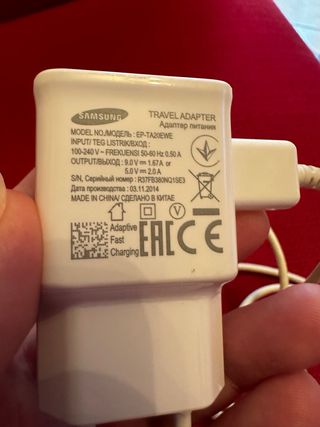 SAMSUNG
TRAVEL ADAPTER
Адаптер питания
MODEL NO./МОДЕЛЬ : EP-TA20EWE
INPUT/ TEG LISTRIK/ВХОД :
100-240 V ~ FREKUENSI 50-60 Hz 0.50 A
OUTPUT/ВЫХОД : 9.0 V ⎓ 1.67A or
5.0 V ⎓ 2.0 A
S/N, Серийный номер : R37FB380NQ1SE3
Дата производства : 03.11.2014
MADE IN CHINA/СДЕЛАНО В КИТАЕ
V
Adaptive
Fast
Charging
EAC CE